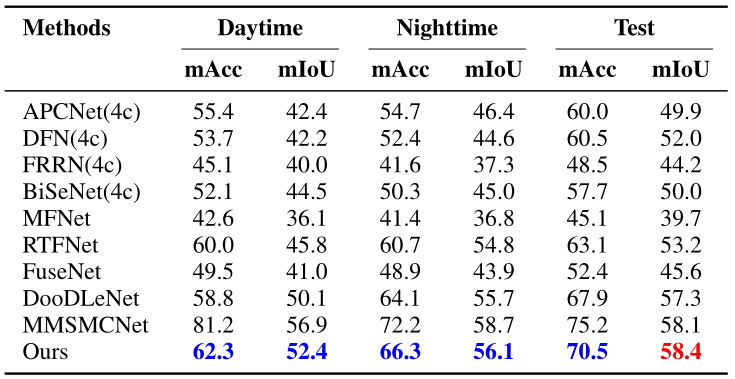 Methods Daytime Nighttime Test
mAcc mIoU mAcc mIoU mAcc mIoU
APCNet(4c) 55.4 42.4 54.7 46.4 60.0 49.9
DFN(4c) 53.7 42.2 52.4 44.6 60.5 52.0
FRRN(4c) 45.1 40.0 41.6 37.3 48.5 44.2
BiSeNet(4c) 52.1 44.5 50.3 45.0 57.7 50.0
MFNet 42.6 36.1 41.4 36.8 45.1 39.7
RTFNet 60.0 45.8 60.7 54.8 63.1 53.2
FuseNet 49.5 41.0 48.9 43.9 52.4 45.6
DooDLeNet 58.8 50.1 64.1 55.7 67.9 57.3
MMSMCNet 81.2 56.9 72.2 58.7 75.2 58.1
Ours 62.3 52.4 66.3 56.1 70.5 58.4